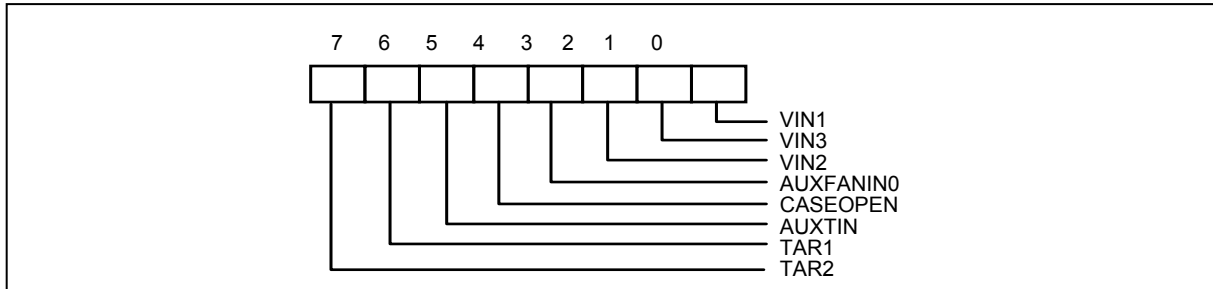 7 6 5 4 3 2 1 0
VIN1
VIN3
VIN2
AUXFANIN0
CASEOPEN
AUXTIN
TAR1
TAR2